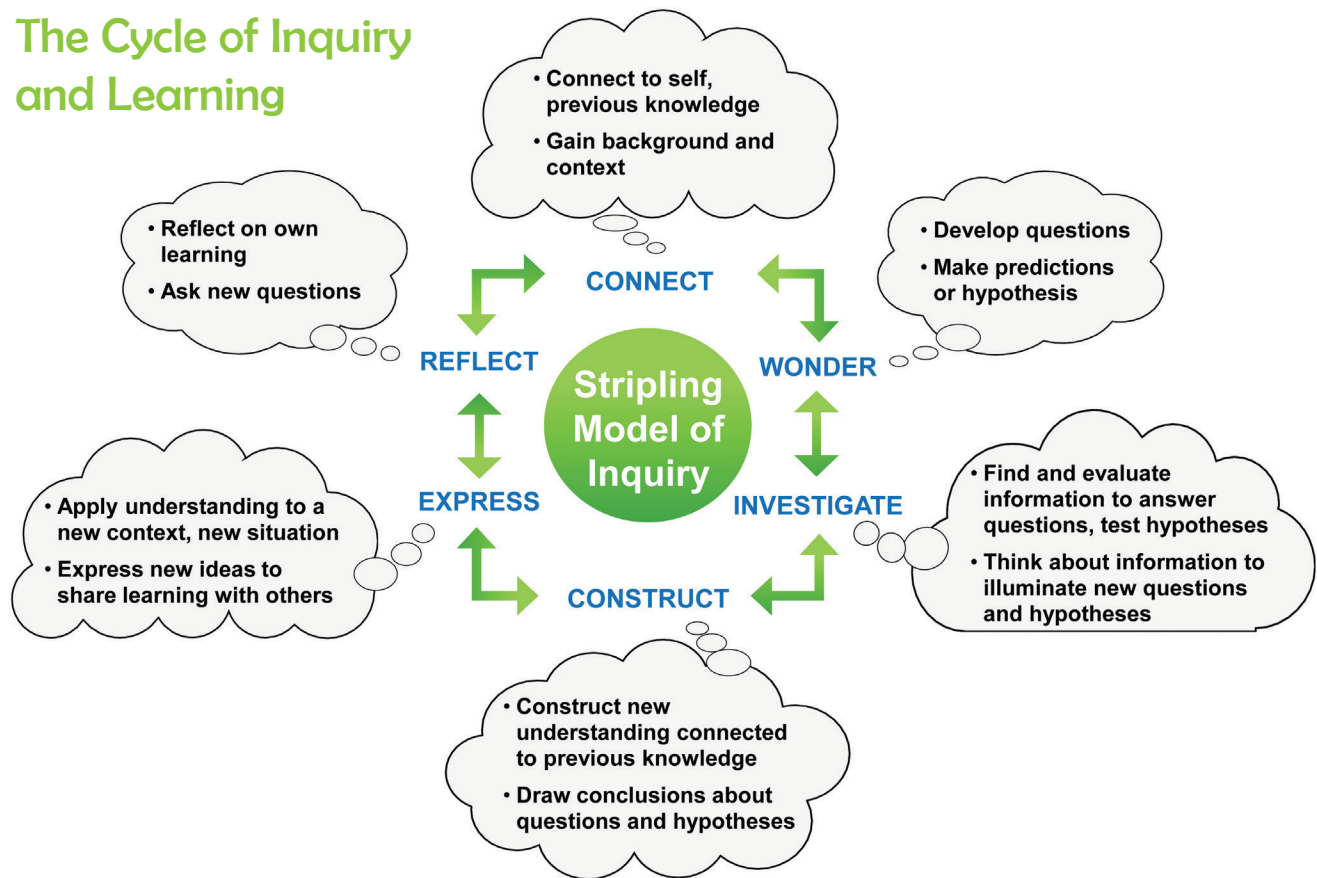 The Cycle of Inquiry
and Learning
• Connect to self,
previous knowledge
• Gain background and
context
• Reflect on own
learning
• Ask new questions
• Develop questions
• Make predictions
or hypothesis
CONNECT
REFLECT
WONDER
Stripling
Model of
Inquiry
EXPRESS
INVESTIGATE
CONSTRUCT
• Apply understanding to a
new context, new situation
• Express new ideas to
share learning with others
• Find and evaluate
information to answer
questions, test hypotheses
• Think about information to
illuminate new questions
and hypotheses
• Construct new
understanding connected
to previous knowledge
• Draw conclusions about
questions and hypotheses